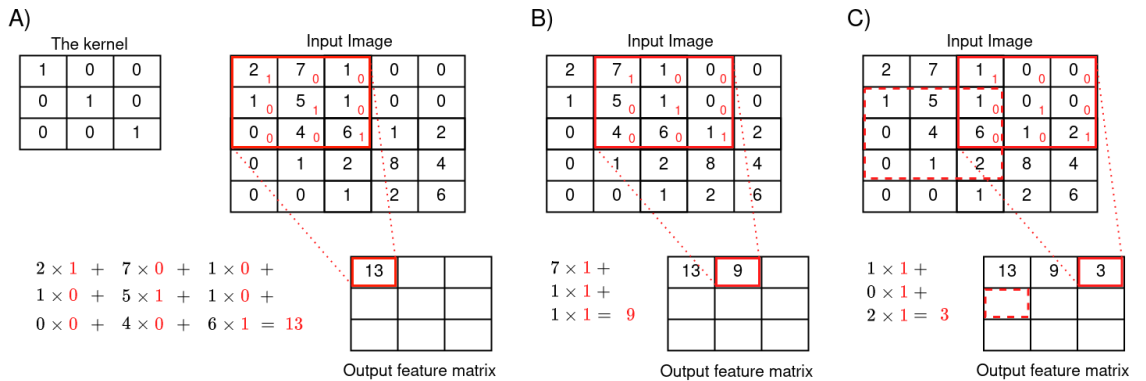 A)
The kernel
1 0 0
0 1 0
0 0 1
Input Image
2 1 7 0 1 0 0 0
1 0 5 1 1 0 0 0
0 0 4 0 6 1 1 2
0 1 2 8 4
0 0 1 2 6
2 × 1 + 7 × 0 + 1 × 0 +
1 × 0 + 5 × 1 + 1 × 0 +
0 × 0 + 4 × 0 + 6 × 1 = 13
13
Output feature matrix
B)
Input Image
2 7 1 1 0 0 0 0
1 5 0 1 1 0 0 0
0 4 0 6 0 1 1 2
0 1 2 8 4
0 0 1 2 6
7 × 1 +
1 × 1 +
1 × 1 = 9
13 9
Output feature matrix
C)
Input Image
2 7 1 1 0 0 0 0
1 5 1 0 0 1 0 0
0 4 6 0 1 0 2 1
0 1 2 8 4
0 0 1 2 6
1 × 1 +
0 × 1 +
2 × 1 = 3
13 9 3
Output feature matrix